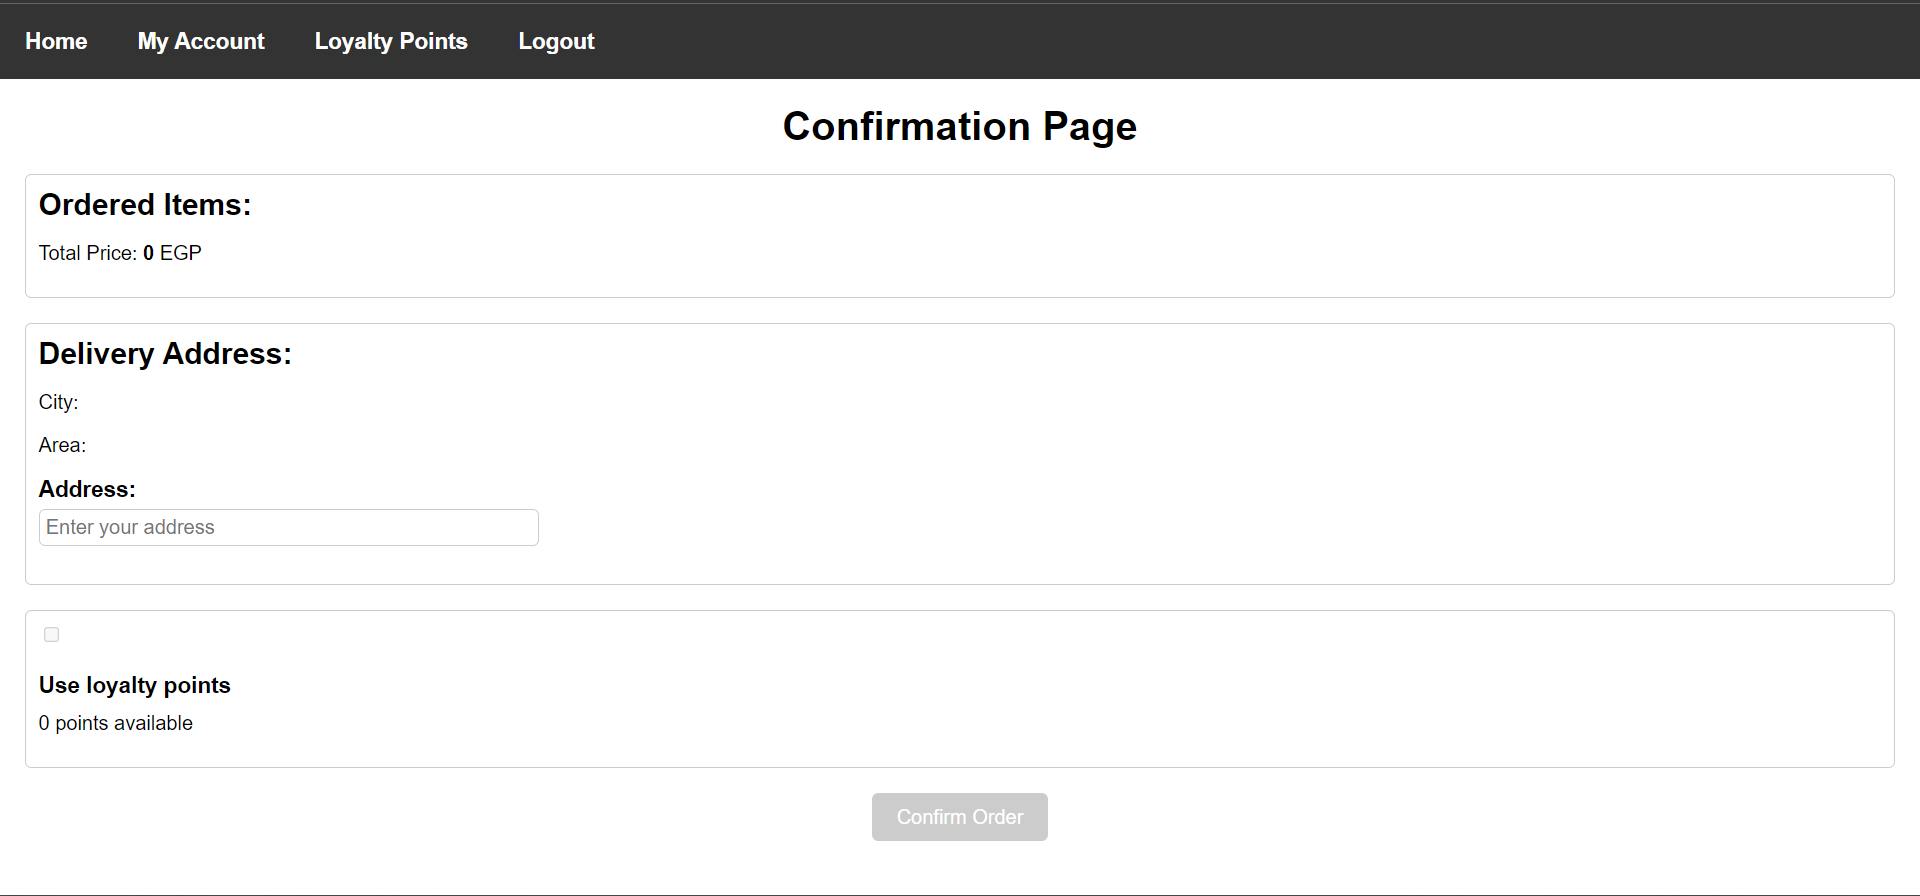 Home My Account Loyalty Points Logout
Confirmation Page
Ordered Items:
Total Price: 0 EGP
Delivery Address:
City:
Area:
Address:
Enter your address
Use loyalty points
0 points available
Confirm Order